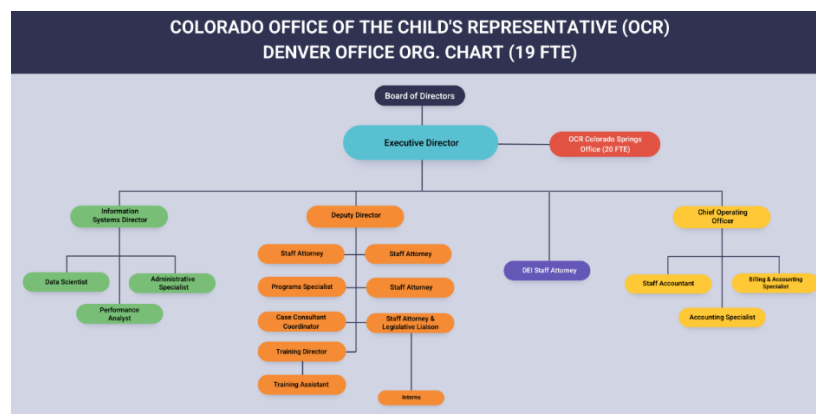 COLORADO OFFICE OF THE CHILD'S REPRESENTATIVE (OCR)
DENVER OFFICE ORG. CHART (19 FTE)
Board of Directors
Executive Director
OCR Colorado Springs
Office (20 FTE)
Information
Systems Director
Deputy Director
Chief Operating
Officer
Staff Attorney
Staff Attorney
DEI Staff Attorney
Data Scientist
Administrative
Specialist
Staff Accountant
Billing & Accounting
Specialist
Programs Specialist
Staff Attorney
Performance
Analyst
Case Consultant
Coordinator
Staff Attorney &
Legislative Liaison
Accounting Specialist
Training Director
Training Assistant
Interns